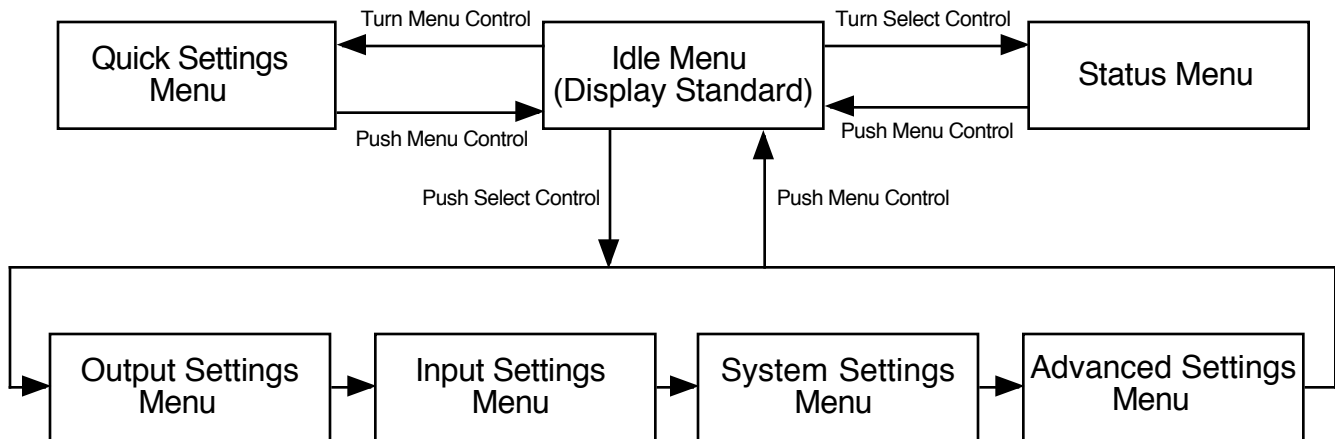 Turn Menu Control
Turn Select Control
Quick Settings
Menu
Idle Menu
(Display Standard)
Status Menu
Push Menu Control
Push Menu Control
Push Select Control
Push Menu Control
Output Settings
Menu
Input Settings
Menu
System Settings
Menu
Advanced Settings
Menu